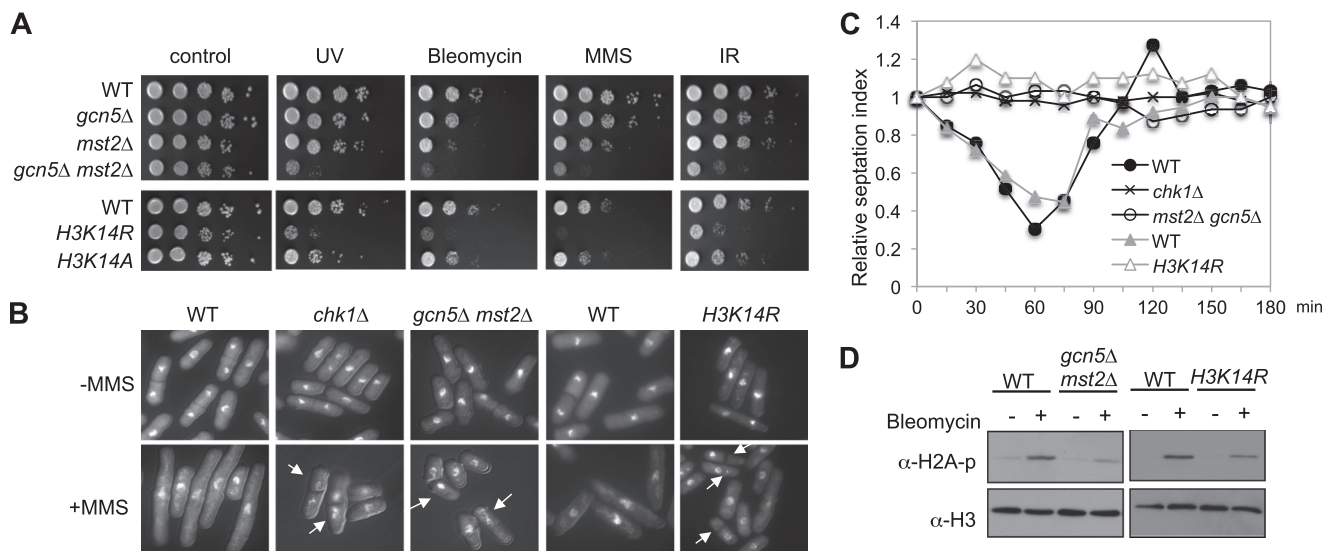 A
control UV Bleomycin MMS IR
WT
gcn5Δ
mst2Δ
gcn5Δ mst2Δ
WT
H3K14R
H3K14A
B
WT chk1Δ gcn5Δ mst2Δ WT H3K14R
-MMS
+MMS
C
Relative septation index
1.4
1.2
1
0.8
0.6
0.4
0.2
0
0 30 60 90 120 150 180 min
WT
chk1Δ
mst2Δ gcn5Δ
WT
H3K14R
D
WT gcn5Δ mst2Δ WT H3K14R
Bleomycin - + - + - + - +
α-H2A-p
α-H3